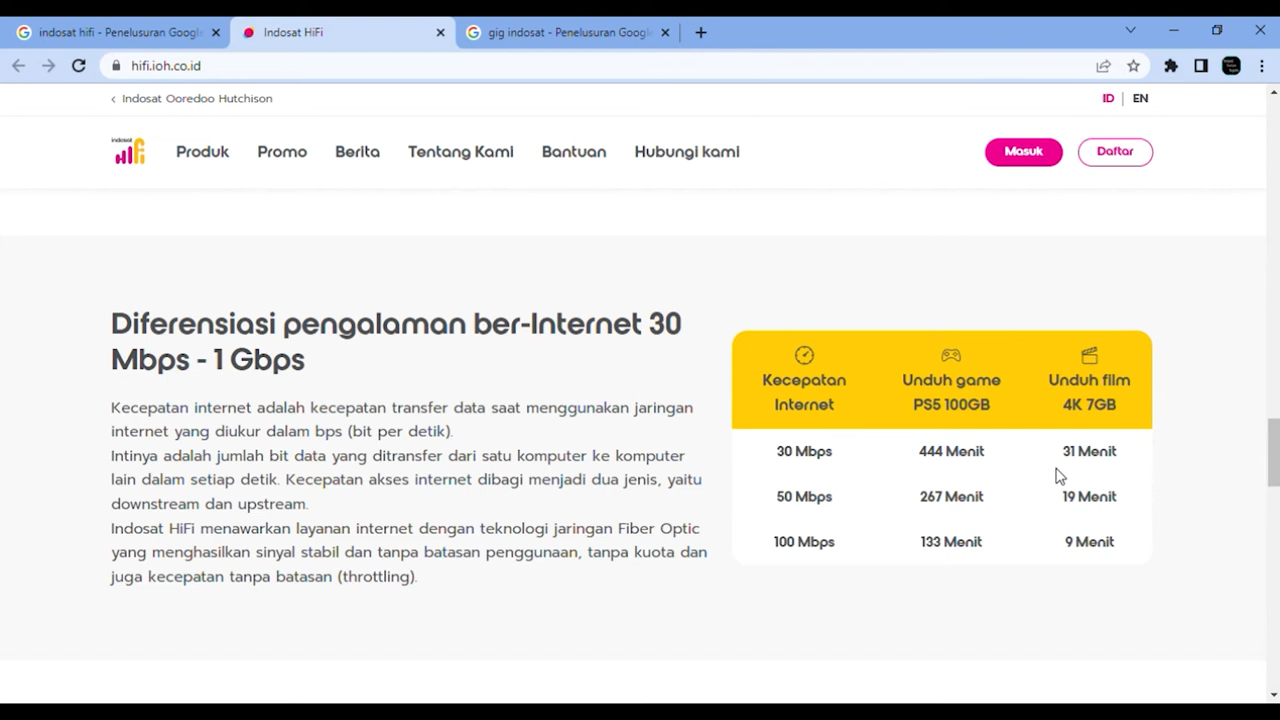 indosat hifi - Penelusuran Google
Indosat HiFi
gig indosat - Penelusuran Google
hifi.ioh.co.id
Indosat Ooredoo Hutchison
ID | EN
indosat
HiFi
Produk
Promo
Berita
Tentang Kami
Bantuan
Hubungi kami
Masuk
Daftar
Diferensiasi pengalaman ber-Internet 30
Mbps - 1 Gbps
Kecepatan internet adalah kecepatan transfer data saat menggunakan jaringan
internet yang diukur dalam bps (bit per detik).
Intinya adalah jumlah bit data yang ditransfer dari satu komputer ke komputer
lain dalam setiap detik. Kecepatan akses internet dibagi menjadi dua jenis, yaitu
downstream dan upstream.
Indosat HiFi menawarkan layanan internet dengan teknologi jaringan Fiber Optic
yang menghasilkan sinyal stabil dan tanpa batasan penggunaan, tanpa kuota dan
juga kecepatan tanpa batasan (throttling).
Kecepatan Unduh game Unduh film
Internet PS5 100GB 4K 7GB
30 Mbps 444 Menit 31 Menit
50 Mbps 267 Menit 19 Menit
100 Mbps 133 Menit 9 Menit